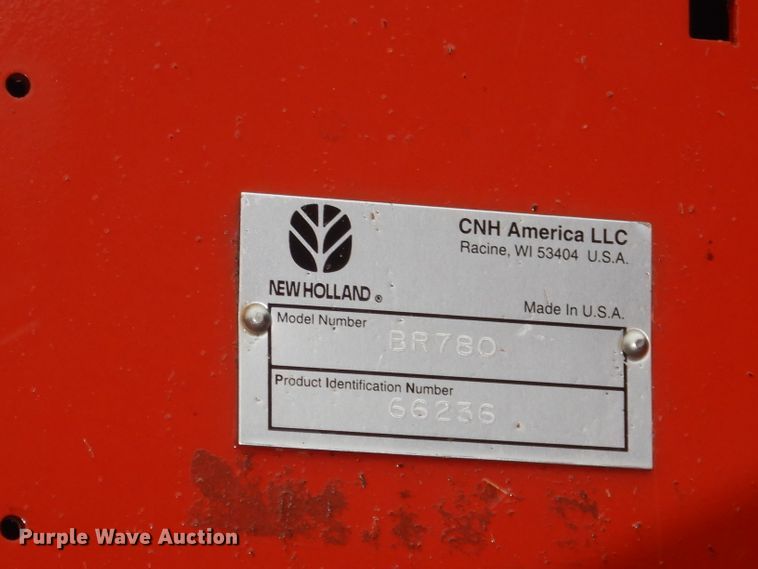 CNH America LLC
Racine, WI 53404 U.S.A.
NEW HOLLAND ®
Made In U.S.A.
Model Number
BR780
Product Identification Number
66236
Purple Wave Auction®